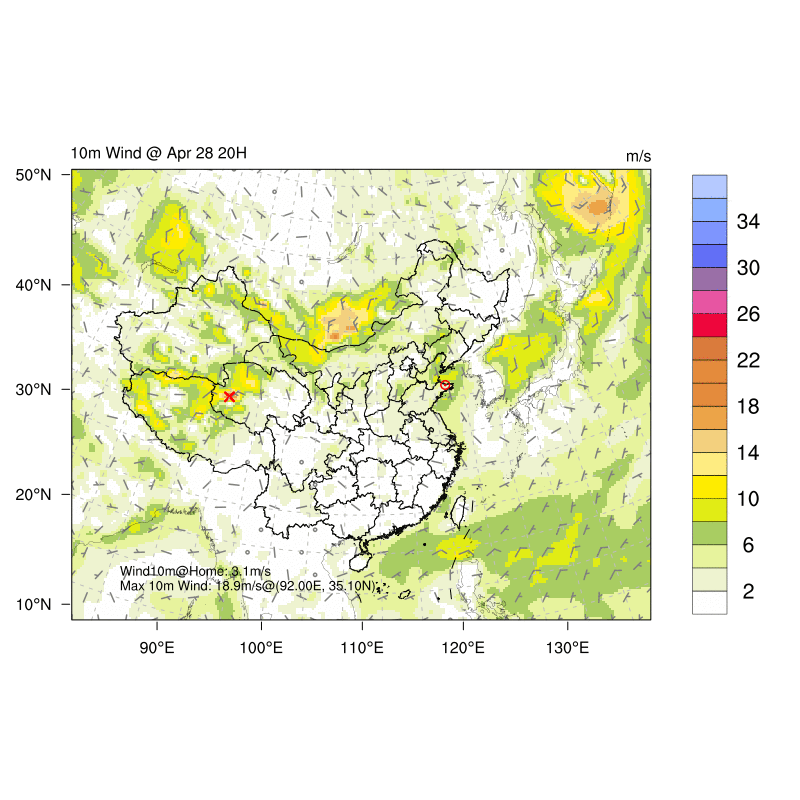 10m Wind @ Apr 28 20H
m/s
50°N
40°N
30°N
20°N
10°N
90°E 100°E 110°E 120°E 130°E
34
30
26
22
18
14
10
6
2
Wind10m@Home: 3.1m/s
Max 10m Wind: 18.9m/s@(92.00E, 35.10N)